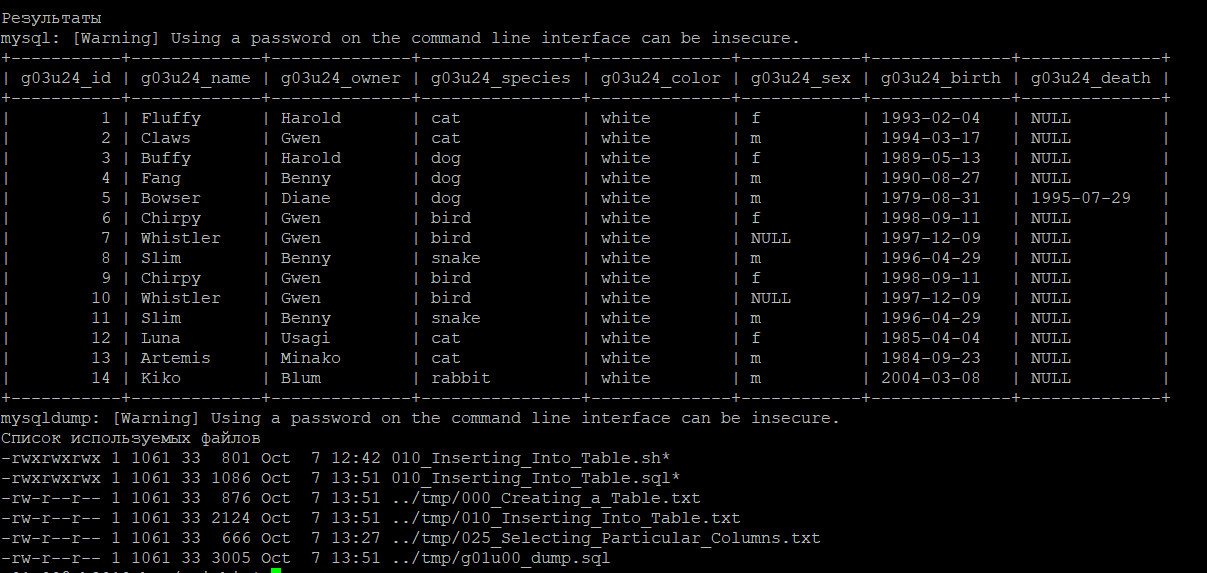 Результаты
mysql: [Warning] Using a password on the command line interface can be insecure.
+-----------+-------------+--------------+----------------+--------------+------------+--------------+--------------+
| g03u24_id | g03u24_name | g03u24_owner | g03u24_species | g03u24_color | g03u24_sex | g03u24_birth | g03u24_death |
+-----------+-------------+--------------+----------------+--------------+------------+--------------+--------------+
|         1 | Fluffy      | Harold       | cat            | white        | f          | 1993-02-04   | NULL         |
|         2 | Claws       | Gwen         | cat            | white        | m          | 1994-03-17   | NULL         |
|         3 | Buffy       | Harold       | dog            | white        | f          | 1989-05-13   | NULL         |
|         4 | Fang        | Benny        | dog            | white        | m          | 1990-08-27   | NULL         |
|         5 | Bowser      | Diane        | dog            | white        | m          | 1979-08-31   | 1995-07-29   |
|         6 | Chirpy      | Gwen         | bird           | white        | f          | 1998-09-11   | NULL         |
|         7 | Whistler    | Gwen         | bird           | white        | NULL       | 1997-12-09   | NULL         |
|         8 | Slim        | Benny        | snake          | white        | m          | 1996-04-29   | NULL         |
|         9 | Chirpy      | Gwen         | bird           | white        | f          | 1998-09-11   | NULL         |
|        10 | Whistler    | Gwen         | bird           | white        | NULL       | 1997-12-09   | NULL         |
|        11 | Slim        | Benny        | snake          | white        | m          | 1996-04-29   | NULL         |
|        12 | Luna        | Usagi        | cat            | white        | f          | 1985-04-04   | NULL         |
|        13 | Artemis     | Minako       | cat            | white        | m          | 1984-09-23   | NULL         |
|        14 | Kiko        | Blum         | rabbit         | white        | m          | 2004-03-08   | NULL         |
+-----------+-------------+--------------+----------------+--------------+------------+--------------+--------------+
mysqldump: [Warning] Using a password on the command line interface can be insecure.
Список используемых файлов
-rwxrwxrwx 1 1061 33  801 Oct  7 12:42 010_Inserting_Into_Table.sh*
-rwxrwxrwx 1 1061 33 1086 Oct  7 13:51 010_Inserting_Into_Table.sql*
-rw-r--r-- 1 1061 33  876 Oct  7 13:51 ../tmp/000_Creating_a_Table.txt
-rw-r--r-- 1 1061 33 2124 Oct  7 13:51 ../tmp/010_Inserting_Into_Table.txt
-rw-r--r-- 1 1061 33  666 Oct  7 13:27 ../tmp/025_Selecting_Particular_Columns.txt
-rw-r--r-- 1 1061 33 3005 Oct  7 13:51 ../tmp/g01u00_dump.sql